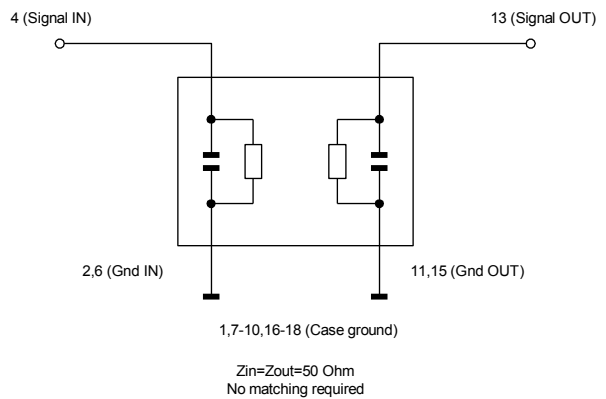 4 (Signal IN)
13 (Signal OUT)
2,6 (Gnd IN)
11,15 (Gnd OUT)
1,7-10,16-18 (Case ground)
Zin=Zout=50 Ohm
No matching required